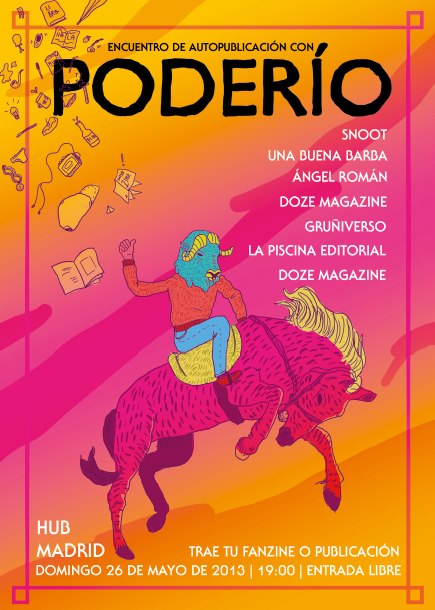 ENCUENTRO DE AUTOPUBLICACIÓN CON
PODERÍO
SNOOT
UNA BUENA BARBA
ÁNGEL ROMÁN
DOZE MAGAZINE
GRUÑIVERSO
LA PISCINA EDITORIAL
DOZE MAGAZINE
HUB
MADRID
TRAE TU FANZINE O PUBLICACIÓN
DOMINGO 26 DE MAYO DE 2013 | 19:00 | ENTRADA LIBRE